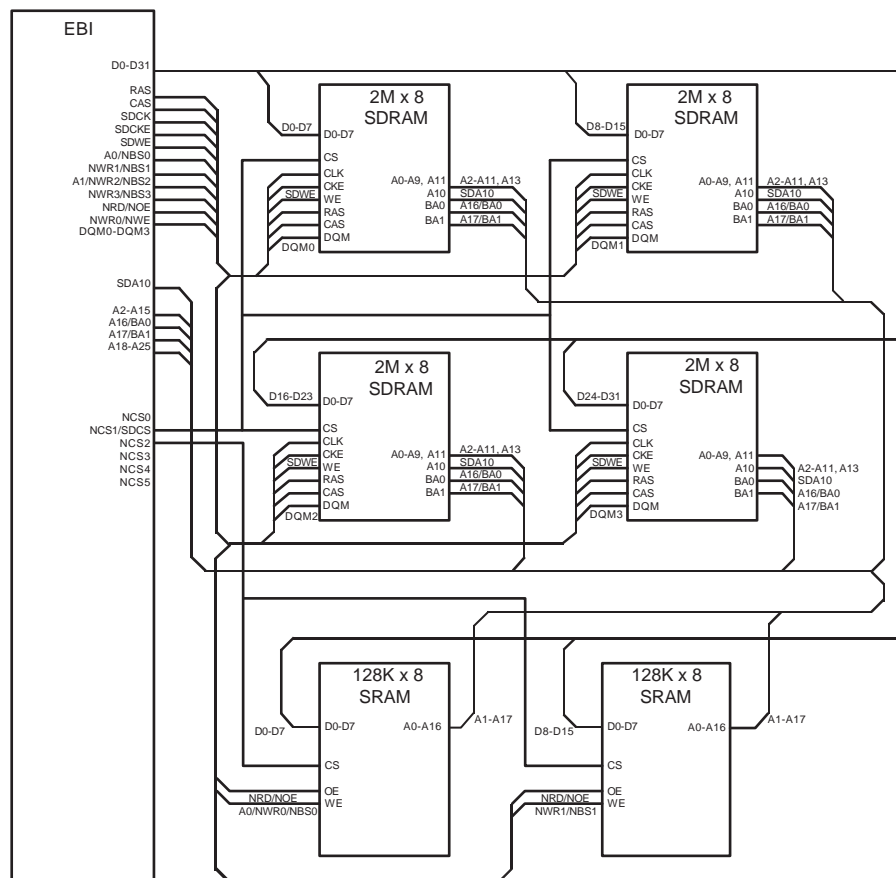 EBI
D0-D31
RAS
CAS
SDCK
SDCKE
SDWE
A0/NBS0
NWR1/NBS1
A1/NWR2/NBS2
NWR3/NBS3
NRD/NOE
NWR0/NWE
DQM0-DQM3
SDA10
A2-A15
A16/BA0
A17/BA1
A18-A25
NCS0
NCS1/SDCS
NCS2
NCS3
NCS4
NCS5
2M x 8
SDRAM
D0-D7
D0-D7
CS
CLK
CKE
SDWE
WE
RAS
CAS
DQM
DQM0
A0-A9, A11
A10
BA0
BA1
A2-A11, A13
SDA10
A16/BA0
A17/BA1
2M x 8
SDRAM
D8-D15
D0-D7
CS
CLK
CKE
SDWE
WE
RAS
CAS
DQM
DQM1
A0-A9, A11
A10
BA0
BA1
A2-A11, A13
SDA10
A16/BA0
A17/BA1
2M x 8
SDRAM
D16-D23
D0-D7
CS
CLK
CKE
SDWE
WE
RAS
CAS
DQM
DQM2
A0-A9, A11
A10
BA0
BA1
A2-A11, A13
SDA10
A16/BA0
A17/BA1
2M x 8
SDRAM
D24-D31
D0-D7
CS
CLK
CKE
SDWE
WE
RAS
CAS
DQM
DQM3
A0-A9, A11
A10
BA0
BA1
A2-A11, A13
SDA10
A16/BA0
A17/BA1
128K x 8
SRAM
D0-D7
D0-D7
A0-A16
A1-A17
CS
OE
NRD/NOE
WE
A0/NWR0/NBS0
128K x 8
SRAM
D8-D15
D0-D7
A0-A16
A1-A17
CS
OE
NRD/NOE
WE
NWR1/NBS1